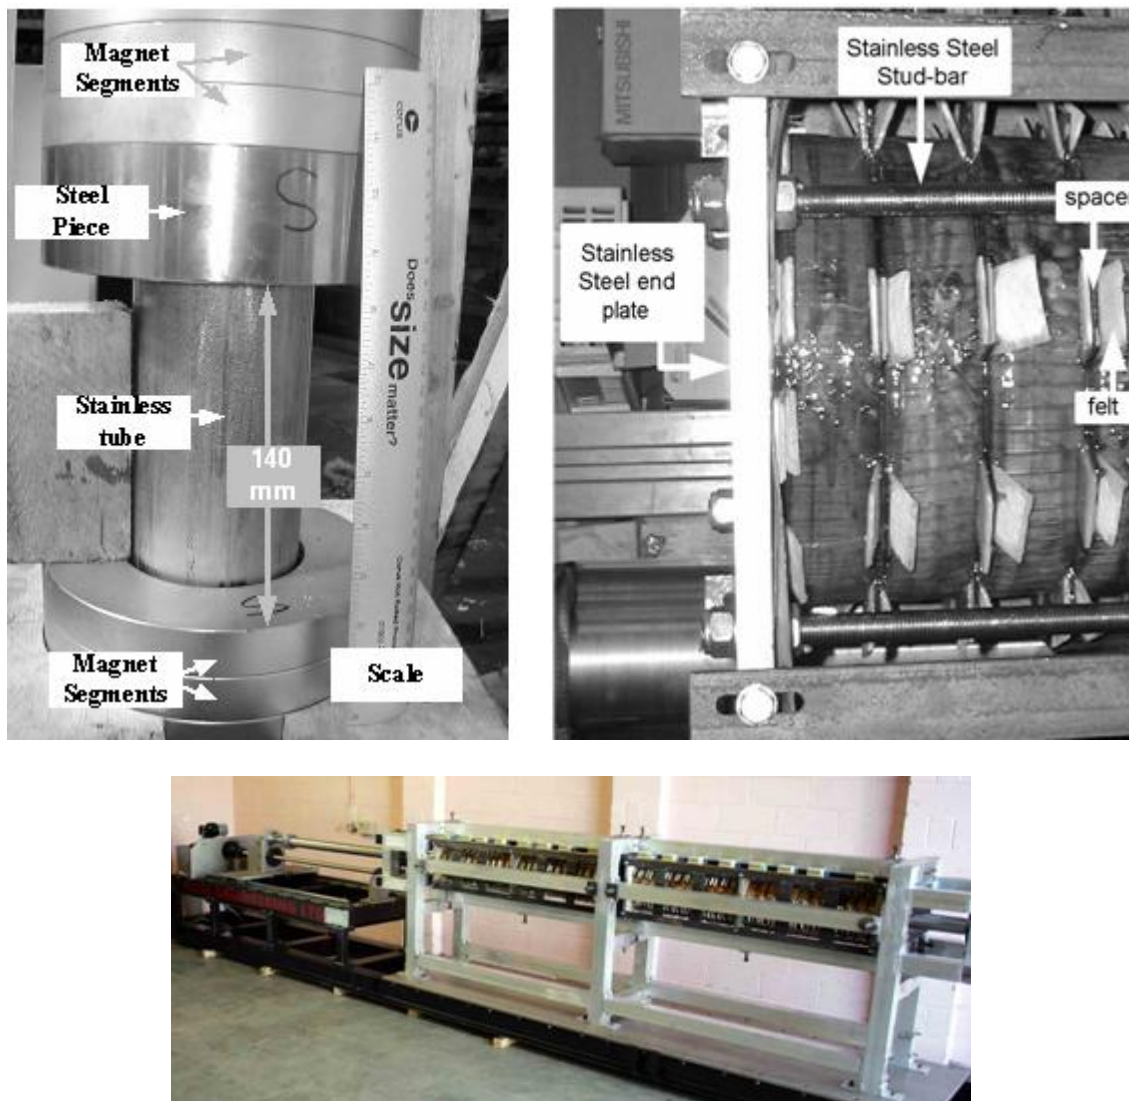 Magnet
Segments
corus
Steel
Piece
S
Does
size
matter?
Stainless
tube
140
mm
S
Magnet
Segments
Scale
MITSUBISHI
Stainless Steel
Stud-bar
spacer
Stainless
Steel end
plate
felt